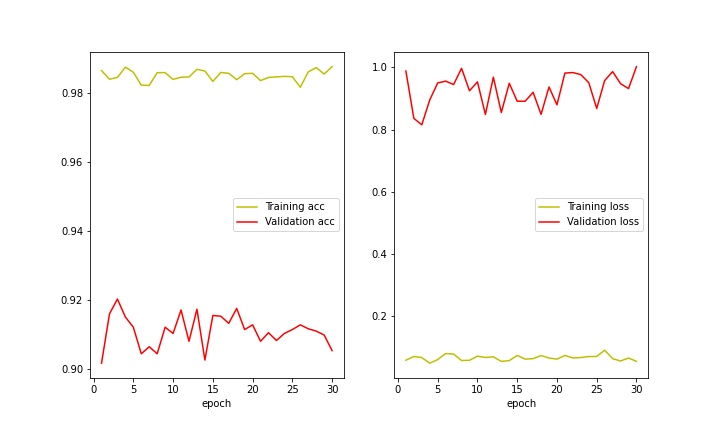 0.98
0.96
0.94
0.92
0.90
0 5 10 15 20 25 30
epoch
Training acc
Validation acc
1.0
0.8
0.6
0.4
0.2
0 5 10 15 20 25 30
epoch
Training loss
Validation loss